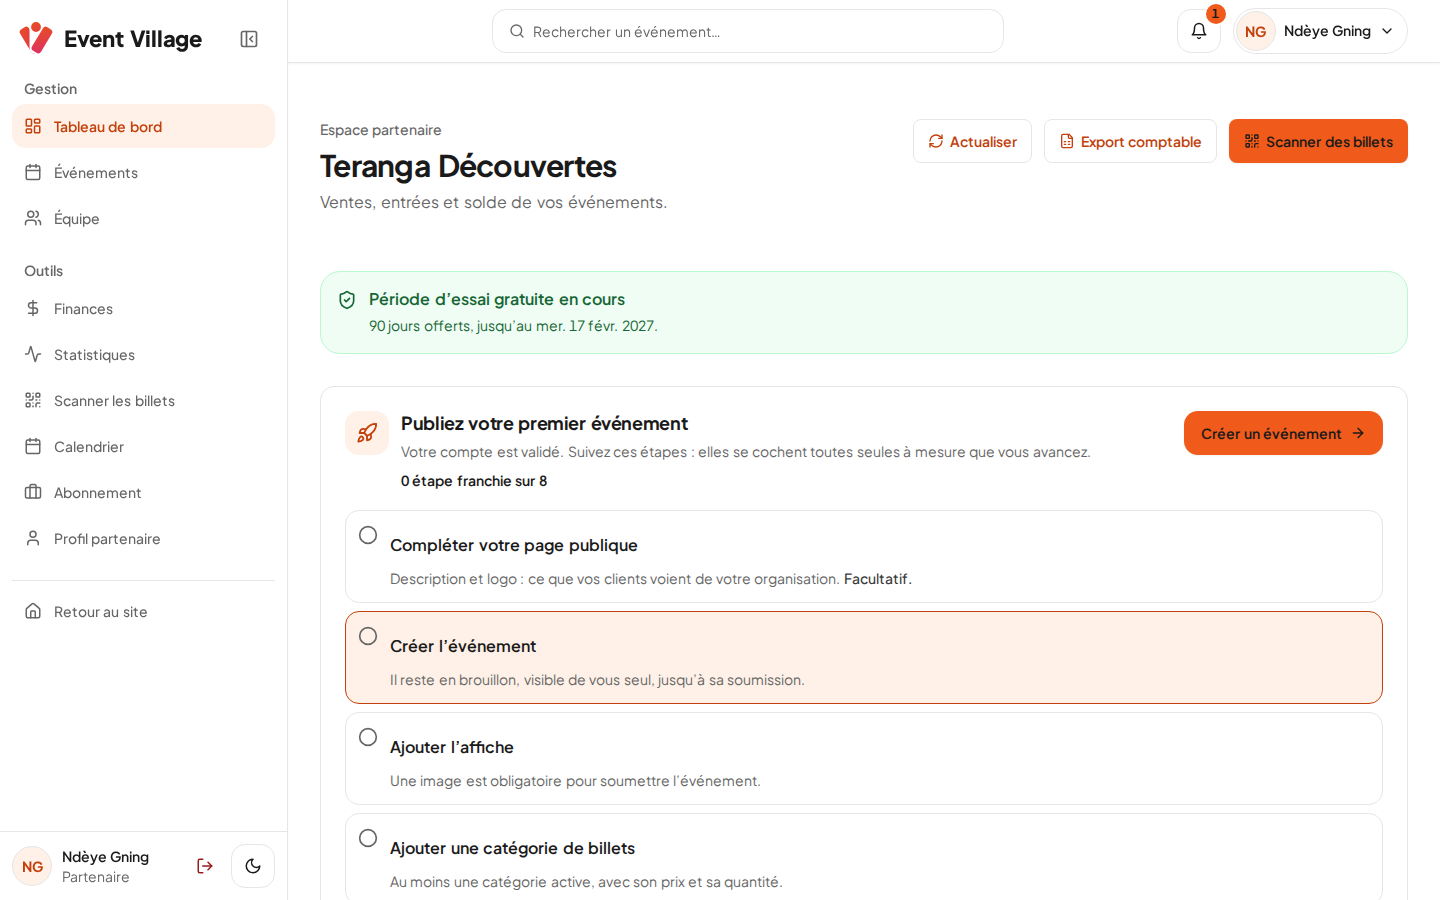 Event Village
Rechercher un événement...
1
NG
Ndèye Gning
Gestion
Tableau de bord
Événements
Équipe
Outils
Finances
Statistiques
Scanner les billets
Calendrier
Abonnement
Profil partenaire
Retour au site
NG
Ndèye Gning
Partenaire
Espace partenaire
Teranga Découvertes
Ventes, entrées et solde de vos événements.
Actualiser
Export comptable
Scanner des billets
Période d’essai gratuite en cours
90 jours offerts, jusqu’au mer. 17 févr. 2027.
Publiez votre premier événement
Votre compte est validé. Suivez ces étapes : elles se cochent toutes seules à mesure que vous avancez.
0 étape franchie sur 8
Créer un événement
Compléter votre page publique
Description et logo : ce que vos clients voient de votre organisation. Facultatif.
Créer l’événement
Il reste en brouillon, visible de vous seul, jusqu’à sa soumission.
Ajouter l’affiche
Une image est obligatoire pour soumettre l’événement.
Ajouter une catégorie de billets
Au moins une catégorie active, avec son prix et sa quantité.